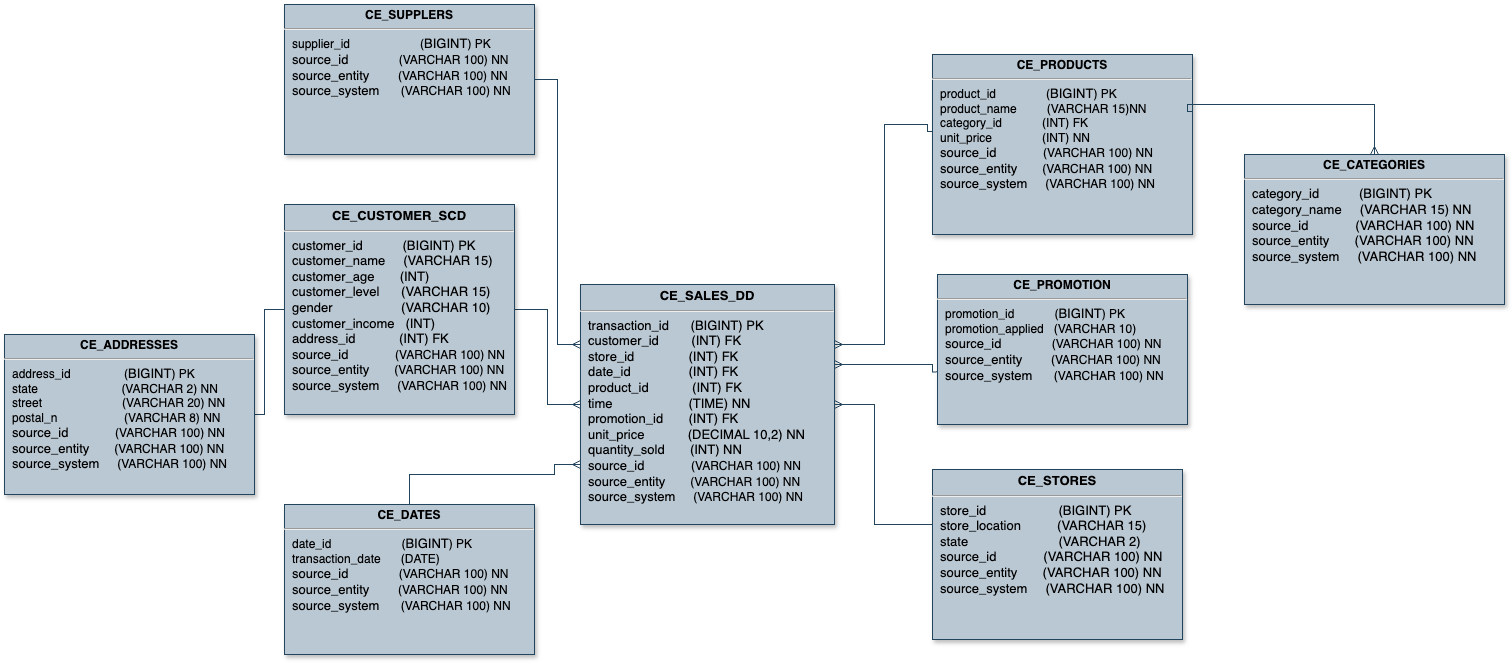 CE_SUPPLERS
supplier_id (BIGINT) PK
source_id (VARCHAR 100) NN
source_entity (VARCHAR 100) NN
source_system (VARCHAR 100) NN
CE_CUSTOMER_SCD
customer_id (BIGINT) PK
customer_name (VARCHAR 15)
customer_age (INT)
customer_level (VARCHAR 15)
gender (VARCHAR 10)
customer_income (INT)
address_id (INT) FK
source_id (VARCHAR 100) NN
source_entity (VARCHAR 100) NN
source_system (VARCHAR 100) NN
CE_ADDRESSES
address_id (BIGINT) PK
state (VARCHAR 2) NN
street (VARCHAR 20) NN
postal_n (VARCHAR 8) NN
source_id (VARCHAR 100) NN
source_entity (VARCHAR 100) NN
source_system (VARCHAR 100) NN
CE_DATES
date_id (BIGINT) PK
transaction_date (DATE)
source_id (VARCHAR 100) NN
source_entity (VARCHAR 100) NN
source_system (VARCHAR 100) NN
CE_SALES_DD
transaction_id (BIGINT) PK
customer_id (INT) FK
store_id (INT) FK
date_id (INT) FK
product_id (INT) FK
time (TIME) NN
promotion_id (INT) FK
unit_price (DECIMAL 10,2) NN
quantity_sold (INT) NN
source_id (VARCHAR 100) NN
source_entity (VARCHAR 100) NN
source_system (VARCHAR 100) NN
CE_PRODUCTS
product_id (BIGINT) PK
product_name (VARCHAR 15)NN
category_id (INT) FK
unit_price (INT) NN
source_id (VARCHAR 100) NN
source_entity (VARCHAR 100) NN
source_system (VARCHAR 100) NN
CE_CATEGORIES
category_id (BIGINT) PK
category_name (VARCHAR 15) NN
source_id (VARCHAR 100) NN
source_entity (VARCHAR 100) NN
source_system (VARCHAR 100) NN
CE_PROMOTION
promotion_id (BIGINT) PK
promotion_applied (VARCHAR 10)
source_id (VARCHAR 100) NN
source_entity (VARCHAR 100) NN
source_system (VARCHAR 100) NN
CE_STORES
store_id (BIGINT) PK
store_location (VARCHAR 15)
state (VARCHAR 2)
source_id (VARCHAR 100) NN
source_entity (VARCHAR 100) NN
source_system (VARCHAR 100) NN